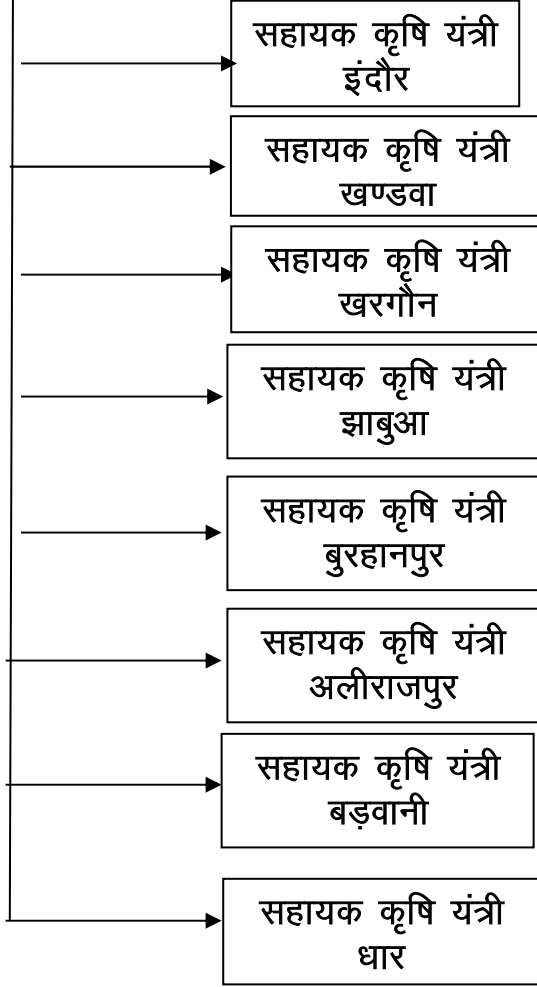 सहायक कृषि यंत्री
इंदौर
सहायक कृषि यंत्री
खण्डवा
सहायक कृषि यंत्री
खरगौन
सहायक कृषि यंत्री
झाबुआ
सहायक कृषि यंत्री
बुरहानपुर
सहायक कृषि यंत्री
अलीराजपुर
सहायक कृषि यंत्री
बड़वानी
सहायक कृषि यंत्री
धार